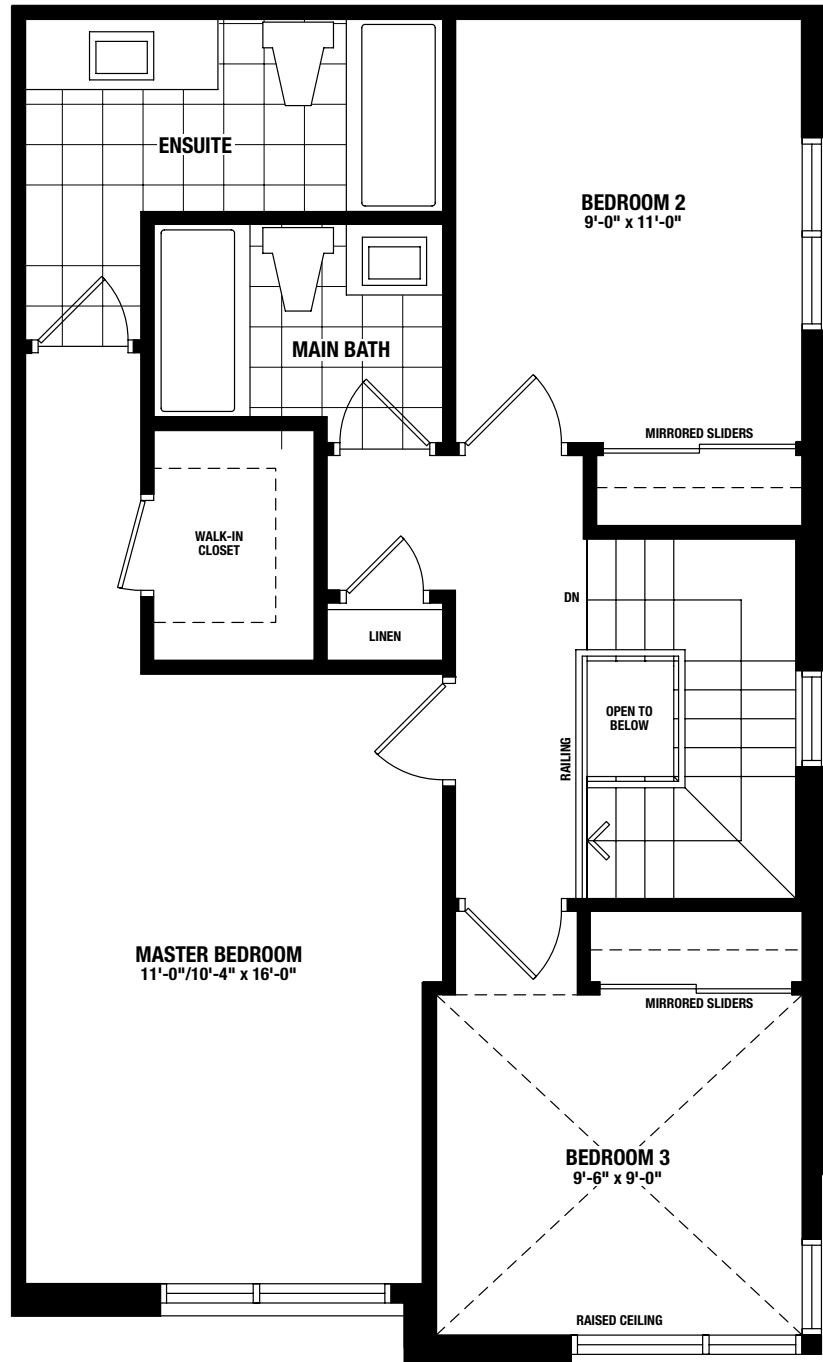 ENSUITE
BEDROOM 2
9'-0" x 11'-0"
MAIN BATH
MIRRORED SLIDERS
WALK-IN
CLOSET
DN
LINEN
OPEN TO
BELOW
RAILING
MASTER BEDROOM
11'-0"/10'-4" x 16'-0"
MIRRORED SLIDERS
BEDROOM 3
9'-6" x 9'-0"
RAISED CEILING